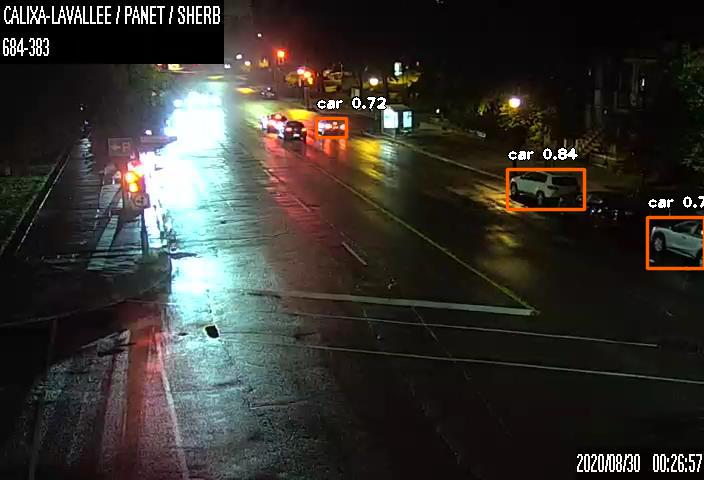 CALIXA-LAVALLEE / PANET / SHERB
684-383
car 0.72
car 0.84
car 0.7
2020/08/30 00:26:57